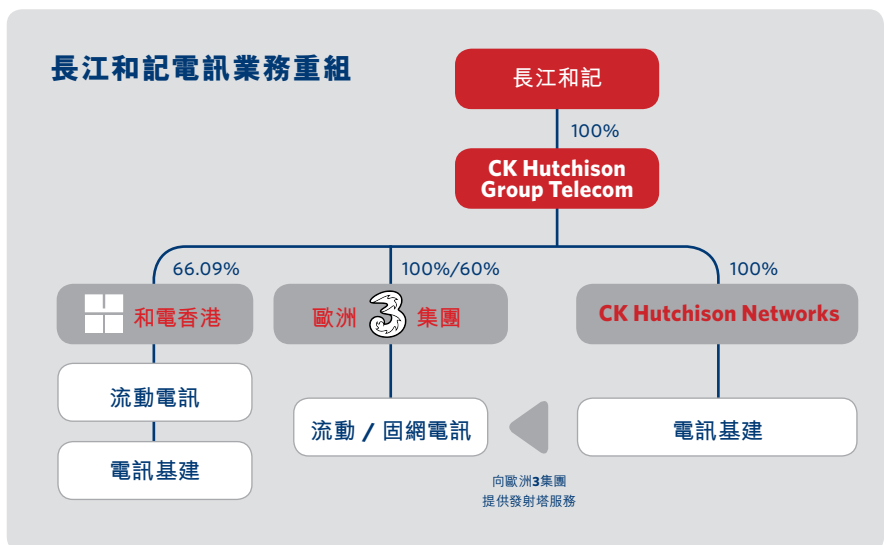 長江和記電訊業務重組
長江和記
100%
CK Hutchison
Group Telecom
66.09%
100%/60%
100%
和電香港
歐洲 3 集團
CK Hutchison Networks
流動電訊
電訊基建
流動 / 固網電訊
電訊基建
向歐洲3集團
提供發射塔服務